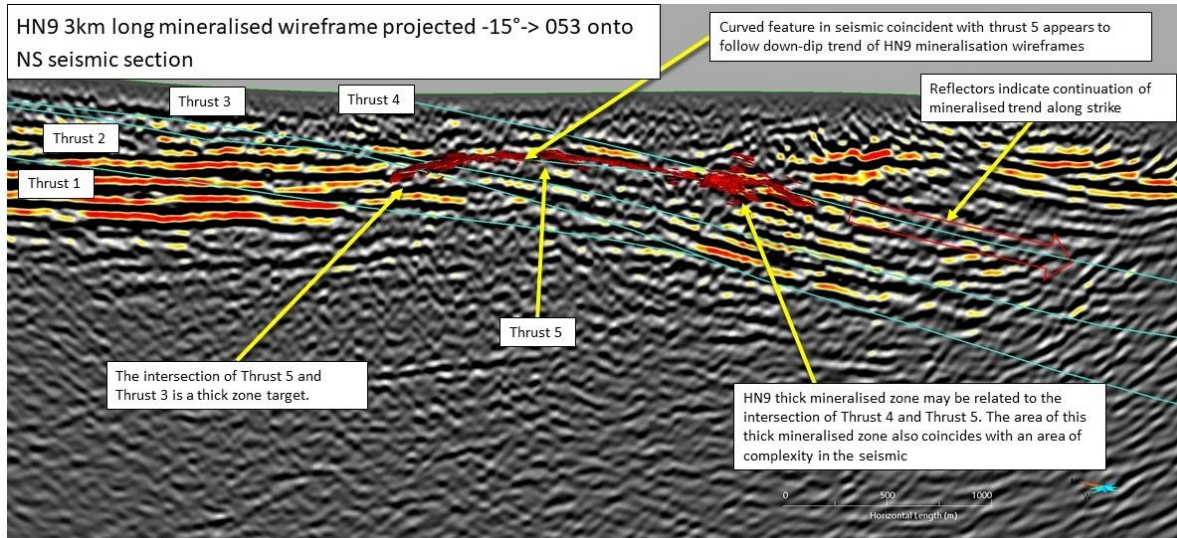 HN9 3km long mineralised wireframe projected -15°-> 053 onto
NS seismic section
Curved feature in seismic coincident with thrust 5 appears to
follow down-dip trend of HN9 mineralisation wireframes
Reflectors indicate continuation of
mineralised trend along strike
Thrust 3
Thrust 4
Thrust 2
Thrust 1
Thrust 5
The intersection of Thrust 5 and
Thrust 3 is a thick zone target.
HN9 thick mineralised zone may be related to the
intersection of Thrust 4 and Thrust 5. The area of this
thick mineralised zone also coincides with an area of
complexity in the seismic
0 500 1000
Horizontal Length (m)